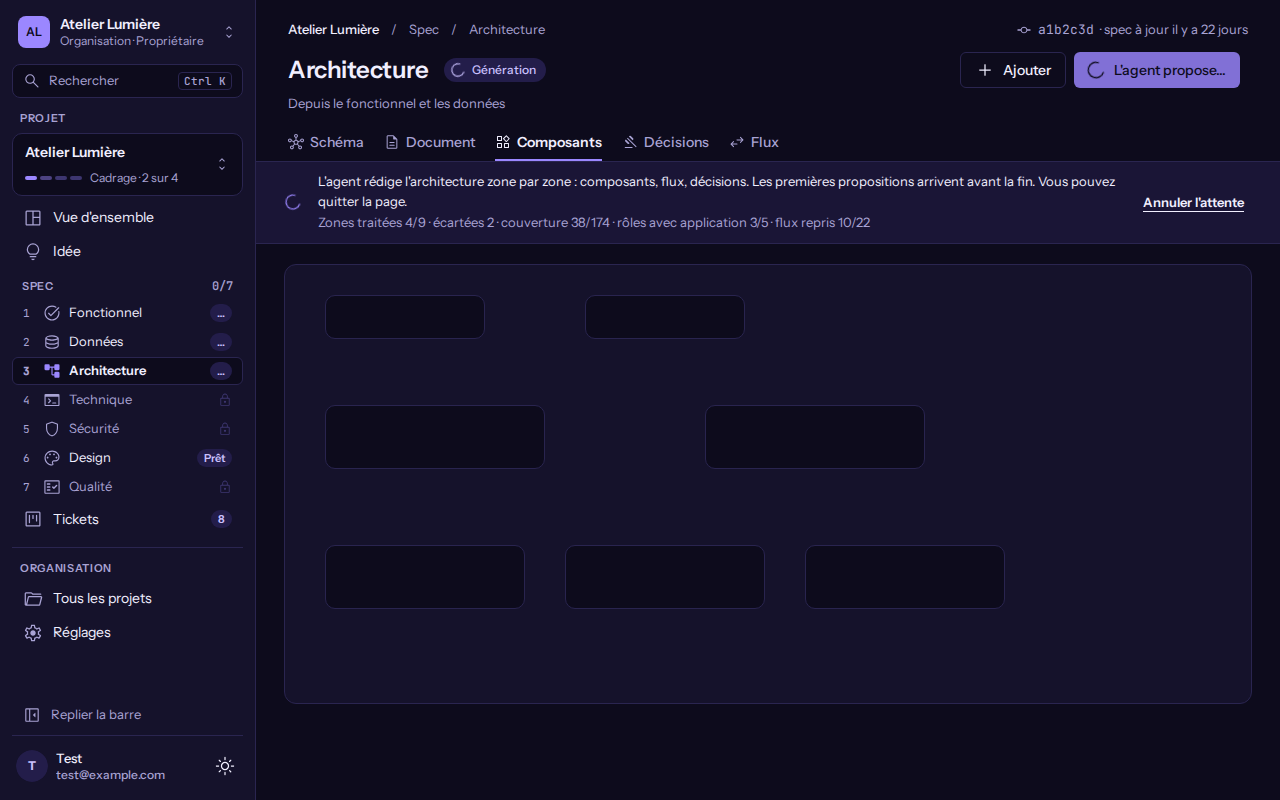 AL
Atelier Lumière
Organisation · Propriétaire
Rechercher
Ctrl K
PROJET
Atelier Lumière
Cadrage · 2 sur 4
Vue d'ensemble
Idée
SPEC 0/7
1 Fonctionnel ...
2 Données ...
3 Architecture ...
4 Technique
5 Sécurité
6 Design Prêt
7 Qualité
Tickets 8
ORGANISATION
Tous les projets
Réglages
Replier la barre
T
Test
test@example.com
Atelier Lumière / Spec / Architecture
a1b2c3d · spec à jour il y a 22 jours
Architecture
Génération
Ajouter
L'agent propose...
Depuis le fonctionnel et les données
Schéma
Document
Composants
Décisions
Flux
L'agent rédige l'architecture zone par zone : composants, flux, décisions. Les premières propositions arrivent avant la fin. Vous pouvez
quitter la page.
Zones traitées 4/9 · écartées 2 · couverture 38/174 · rôles avec application 3/5 · flux repris 10/22
Annuler l'attente